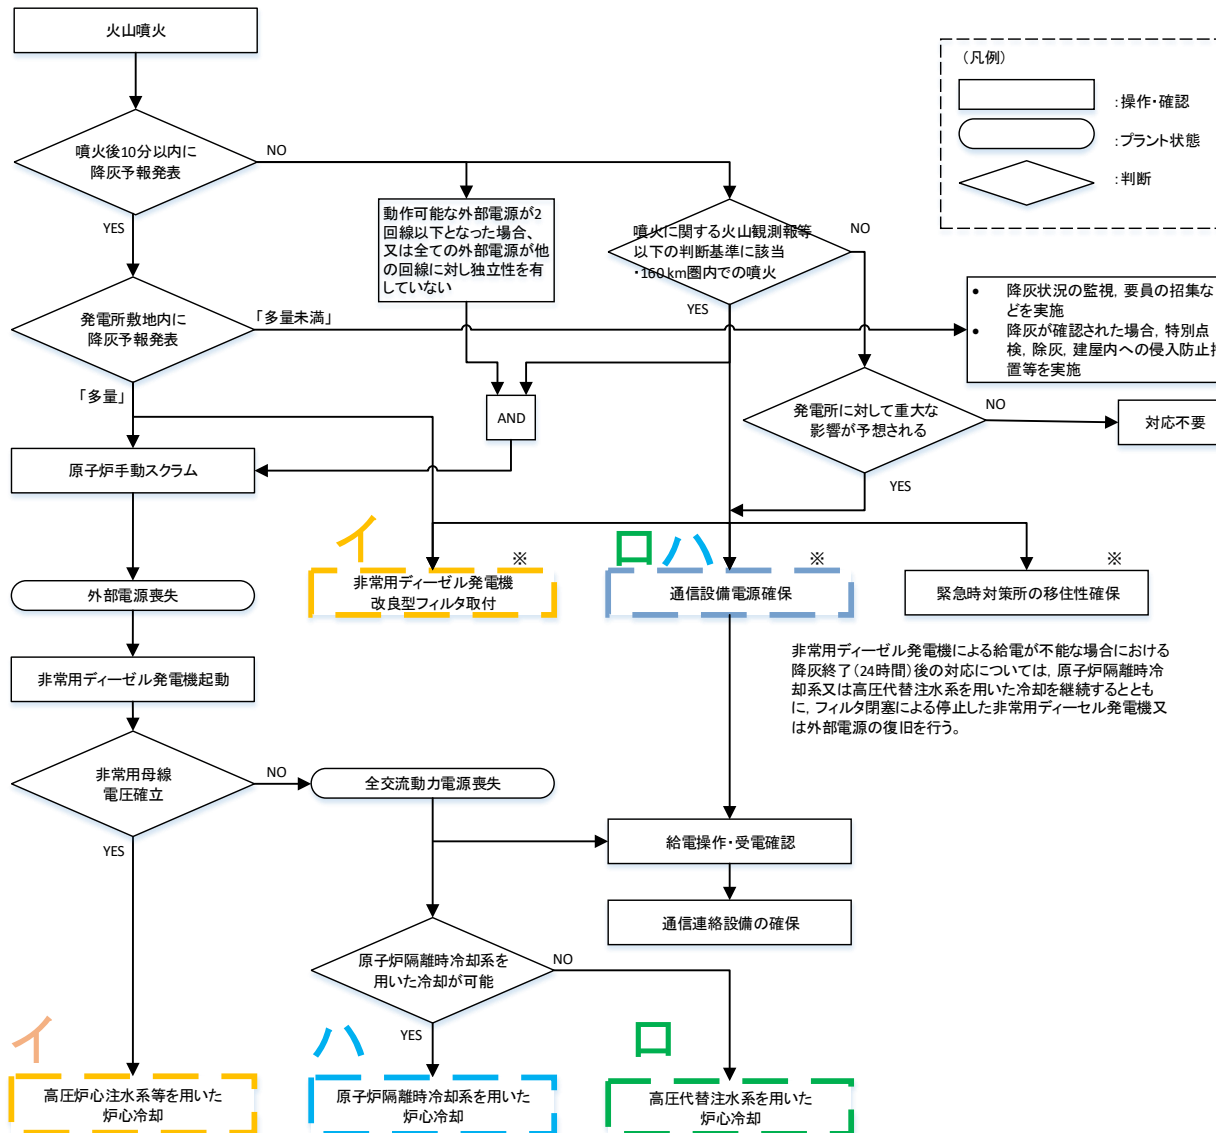 火山噴火
(凡例)
:操作・確認
:プラント状態
:判断
噴火後10分以内に
降灰予報発表
NO
YES
動作可能な外部電源が2
回線以下となった場合、
又は全ての外部電源が他
の回線に対し独立性を有
していない
噴火に関する火山観測報等
以下の判断基準に該当
・160 km圏内での噴火
NO
YES
発電所敷地内に
降灰予報発表
「多量未満」
「多量」
• 降灰状況の監視, 要員の招集な
どを実施
• 降灰が確認された場合, 特別点
検, 除灰, 建屋内への侵入防止措
置等を実施
AND
発電所に対して重大な
影響が予想される
NO
YES
対応不要
原子炉手動スクラム
イ
※
非常用ディーゼル発電機
改良型フィルタ取付
ロ ハ
※
通信設備電源確保
※
緊急時対策所の移住性確保
外部電源喪失
非常用ディーゼル発電機による給電が不能な場合における
降灰終了(24時間)後の対応については, 原子炉隔離時冷
却系又は高圧代替注水系を用いた冷却を継続するととも
に, フィルタ閉塞による停止した非常用ディーセル発電機又
は外部電源の復旧を行う。
非常用ディーゼル発電機起動
非常用母線
電圧確立
NO
YES
全交流動力電源喪失
給電操作・受電確認
通信連絡設備の確保
原子炉隔離時冷却系を
用いた冷却が可能
NO
YES
イ
高圧炉心注水系等を用いた
炉心冷却
ハ
原子炉隔離時冷却系を用いた
炉心冷却
ロ
高圧代替注水系を用いた
炉心冷却